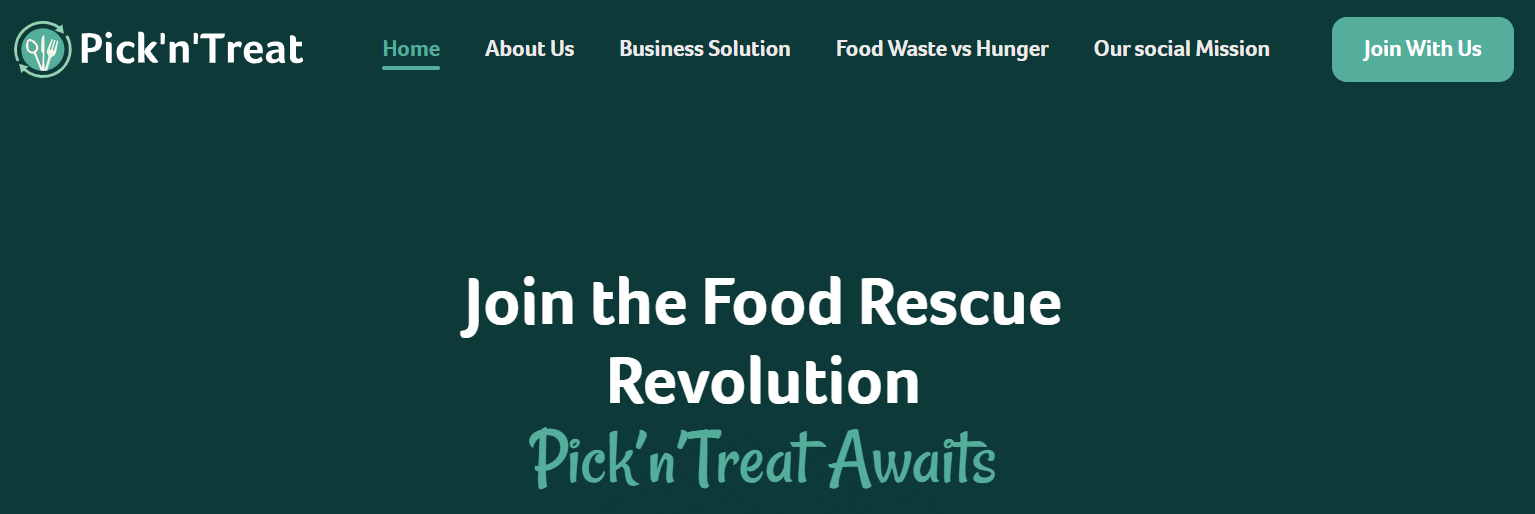 Pick'n'Treat
Home
About Us
Business Solution
Food Waste vs Hunger
Our social Mission
Join With Us
Join the Food Rescue
Revolution
Pick'n'Treat Awaits